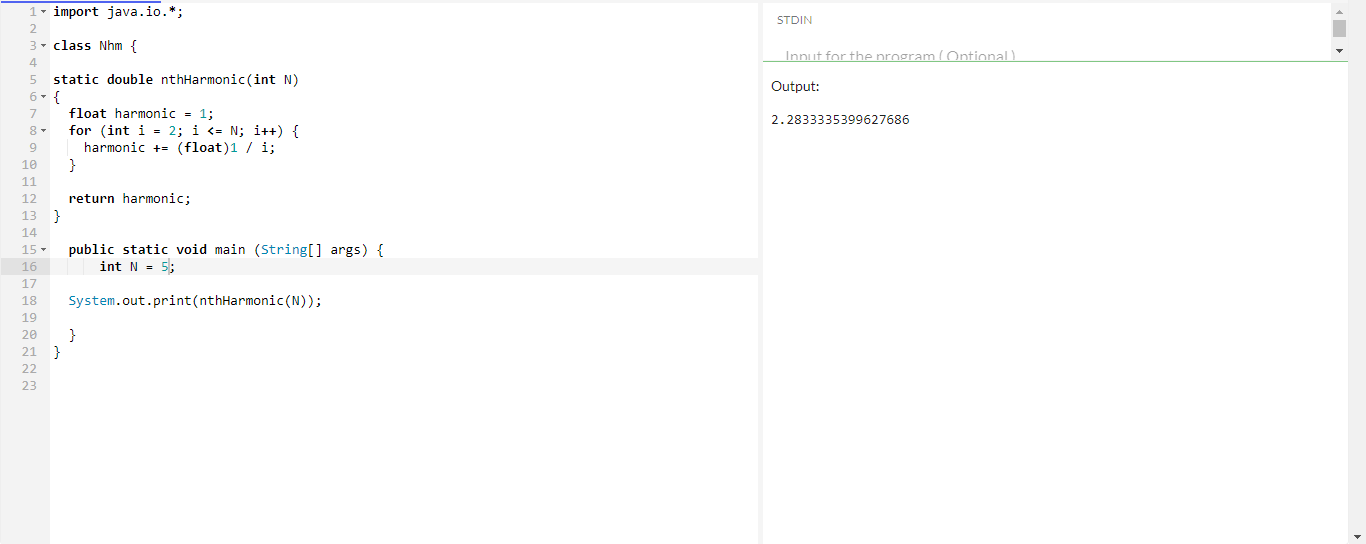 1 import java.io.*;
2
3 class Nhm {
4
5 static double nthHarmonic(int N)
6 {
7 float harmonic = 1;
8 for (int i = 2; i <= N; i++) {
9 harmonic += (float)1 / i;
10 }
11
12 return harmonic;
13 }
14
15 public static void main (String[] args) {
16 int N = 5;
17
18 System.out.print(nthHarmonic(N));
19
20 }
21 }
22
23
STDIN
Input for the program ( Optional )
Output:
2.2833335399627686